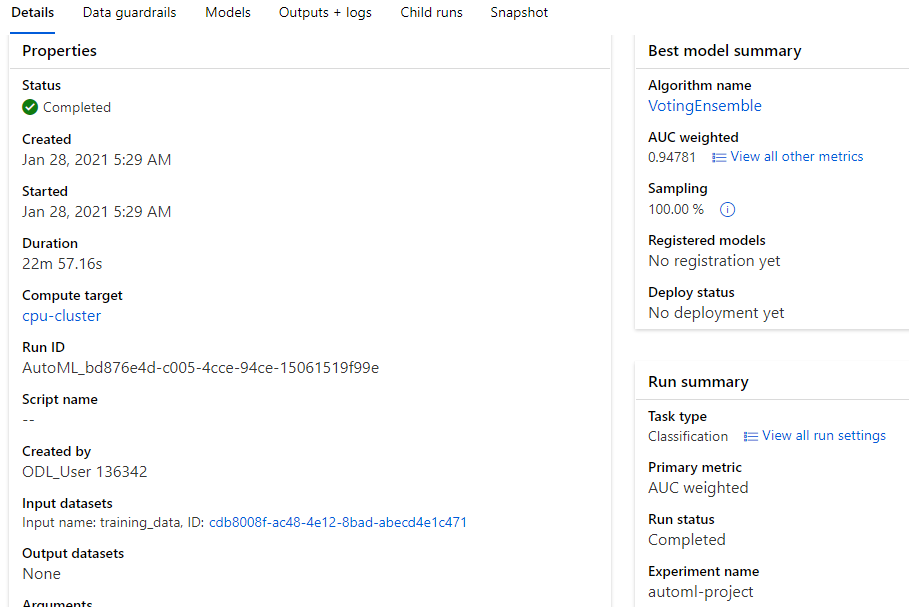 Details Data guardrails Models Outputs + logs Child runs Snapshot
Properties
Status
Completed
Created
Jan 28, 2021 5:29 AM
Started
Jan 28, 2021 5:29 AM
Duration
22m 57.16s
Compute target
cpu-cluster
Run ID
AutoML_bd876e4d-c005-4cce-94ce-15061519f99e
Script name
--
Created by
ODL_User 136342
Input datasets
Input name: training_data, ID: cdb8008f-ac48-4e12-8bad-abecd4e1c471
Output datasets
None
Arguments
Best model summary
Algorithm name
VotingEnsemble
AUC weighted
0.94781 View all other metrics
Sampling
100.00 %
Registered models
No registration yet
Deploy status
No deployment yet
Run summary
Task type
Classification View all run settings
Primary metric
AUC weighted
Run status
Completed
Experiment name
automl-project